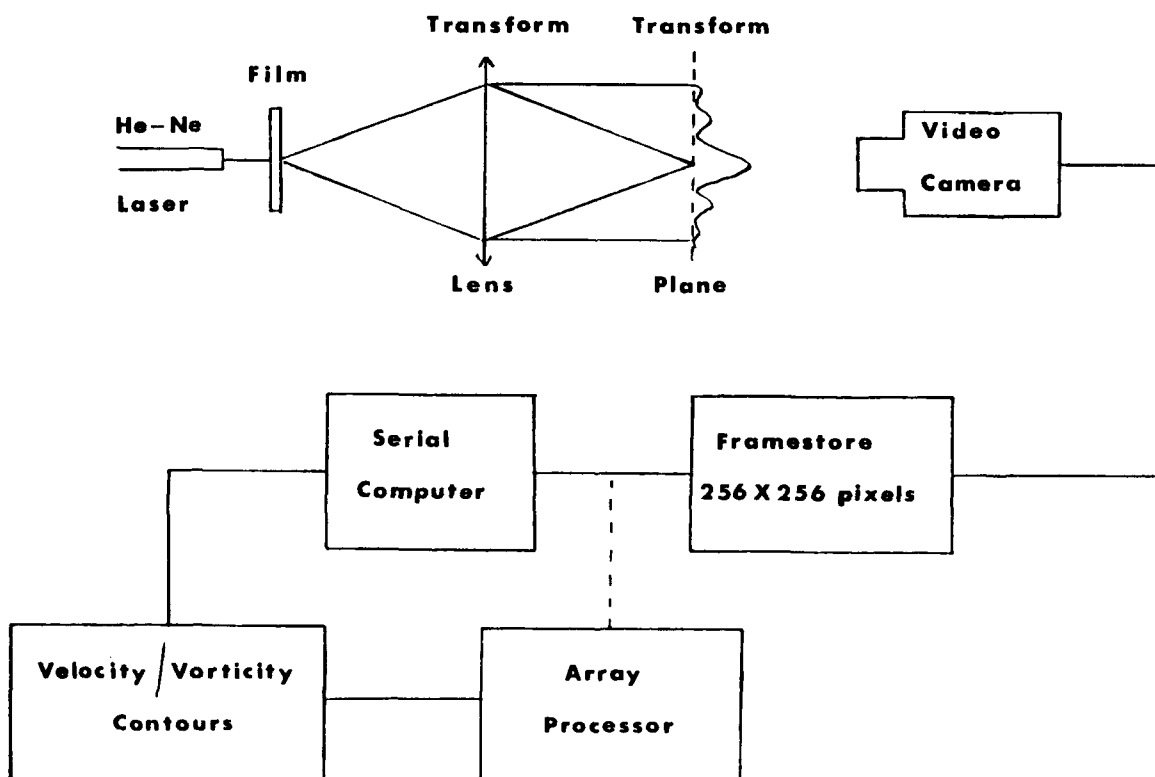 Transform
Transform
Film
He-Ne
Laser
Lens
Plane
Video
Camera
Serial
Computer
Framestore
256 X 256 pixels
Velocity / Vorticity
Contours
Array
Processor